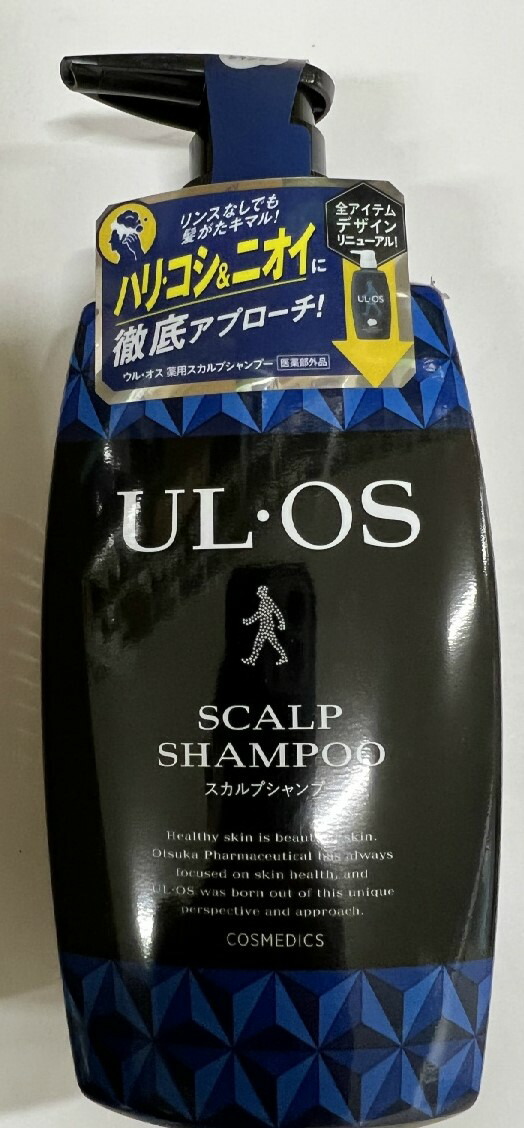 リンスなしでも
髪がたキマル!
ハリ・コシ&ニオイに
徹底アプローチ!
ウル・オス 薬用スカルプシャンプー 医薬部外品
全アイテム
デザイン
リニューアル!
UL・OS
UL・OS
SCALP
SHAMPOO
スカルプシャンプー
Healthy skin is beautiful skin.
Otsuka Pharmaceutical has always
focused on skin health, and
UL・OS was born out of this unique
perspective and approach.
COSMEDICS